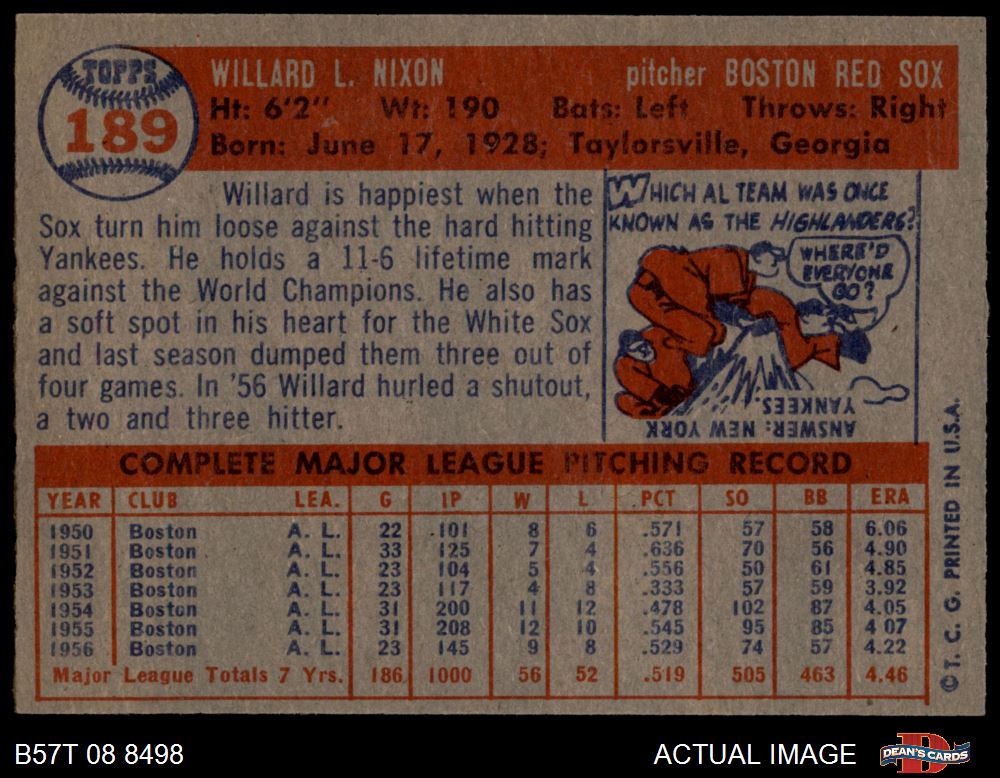 TOPPS
189
WILLARD L. NIXON pitcher BOSTON RED SOX
Ht: 6'2" Wt: 190 Bats: Left Throws: Right
Born: June 17, 1928; Taylorsville, Georgia
Willard is happiest when the
Sox turn him loose against the hard hitting
Yankees. He holds a 11-6 lifetime mark
against the World Champions. He also has
a soft spot in his heart for the White Sox
and last season dumped them three out of
four games. In '56 Willard hurled a shutout,
a two and three hitter.
WHICH AL TEAM WAS ONCE
KNOWN AS THE HIGHLANDERS?
WHERE'D
EVERYONE
GO?
ANSWER: NEW YORK
YANKEES
COMPLETE MAJOR LEAGUE PITCHING RECORD
YEAR CLUB LEA. G IP W L PCT SO BB ERA
1950 Boston A. L. 22 101 8 6 .571 57 58 6.06
1951 Boston A. L. 33 125 7 4 .636 70 56 4.90
1952 Boston A. L. 23 104 5 4 .556 50 61 4.85
1953 Boston A. L. 23 117 4 8 .333 57 59 3.92
1954 Boston A. L. 31 200 11 12 .478 102 87 4.05
1955 Boston A. L. 31 208 12 10 .545 95 85 4 07
1956 Boston A. L. 23 145 9 8 .529 74 57 4.22
Major League Totals 7 Yrs. 186 1000 56 52 .519 505 463 4.46
© T. C. G. PRINTED IN U.S.A.
B57T 08 8498 ACTUAL IMAGE DEAN'S CARDS